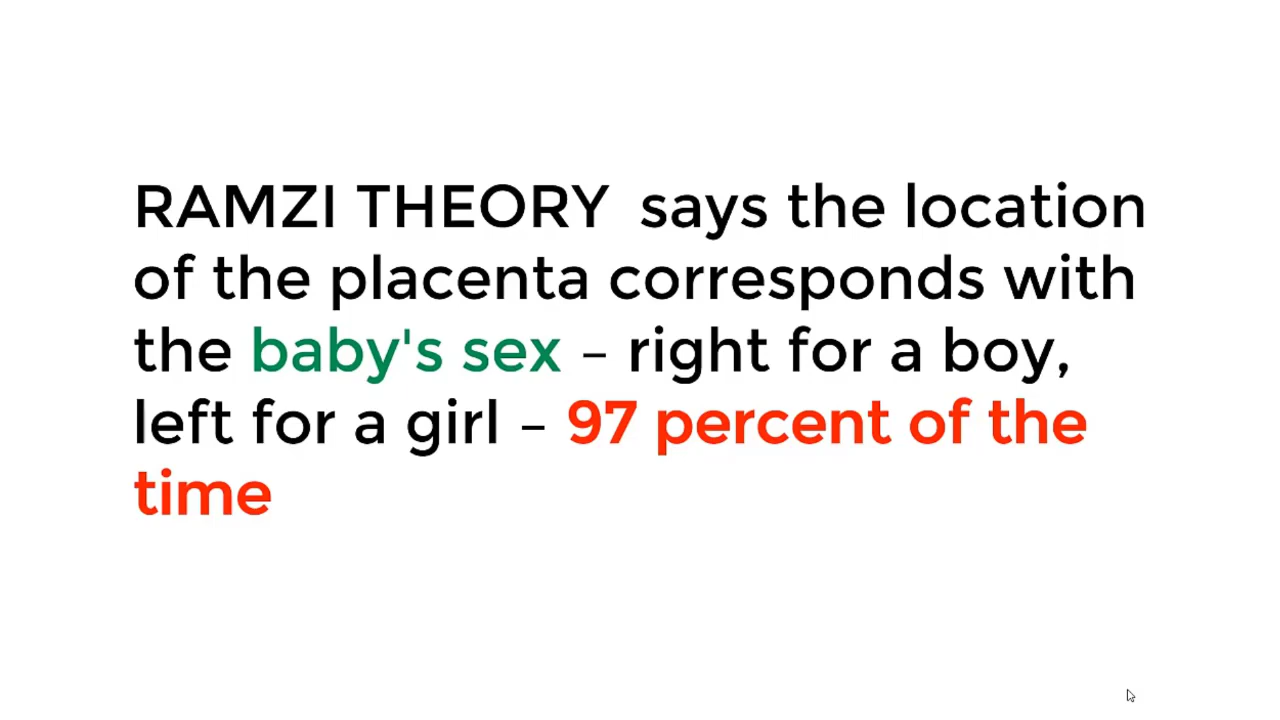 RAMZI THEORY says the location
of the placenta corresponds with
the baby's sex – right for a boy,
left for a girl – 97 percent of the
time